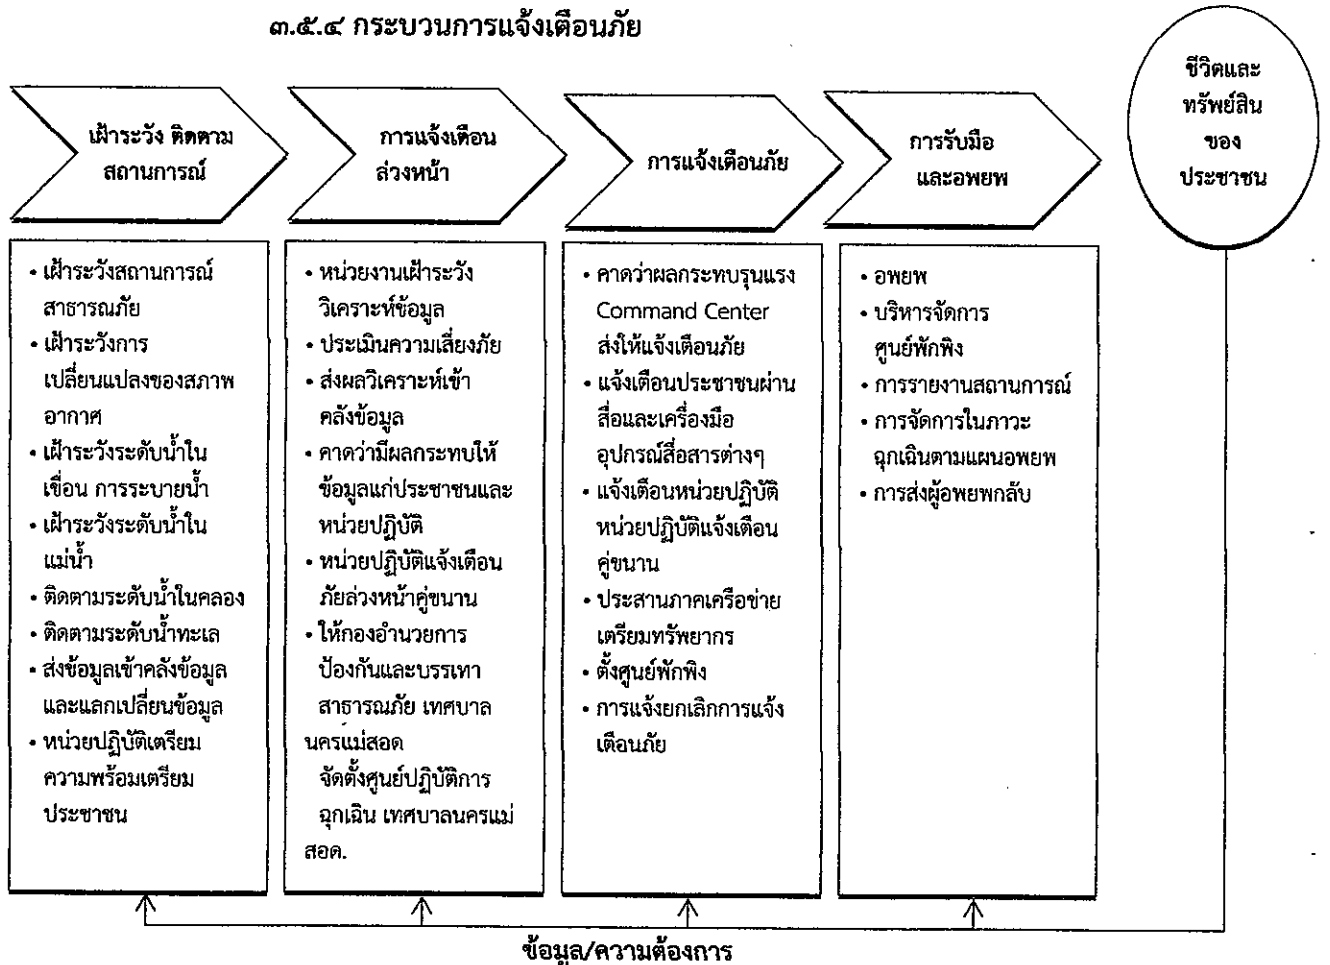 ๓.๕.๔ กระบวนการแจ้งเตือนภัย
เฝ้าระวัง ติดตาม
สถานการณ์
การแจ้งเตือน
ล่วงหน้า
การแจ้งเตือนภัย
การรับมือ
และอพยพ
ชีวิตและ
ทรัพย์สิน
ของ
ประชาชน
• เฝ้าระวังสถานการณ์
สาธารณภัย
• เฝ้าระวังการ
เปลี่ยนแปลงของสภาพ
อากาศ
• เฝ้าระวังระดับน้ำใน
เขื่อน การระบายน้ำ
• เฝ้าระวังระดับน้ำใน
แม่น้ำ
• ติดตามระดับน้ำในคลอง
• ติดตามระดับน้ำทะเล
• ส่งข้อมูลเข้าคลังข้อมูล
และแลกเปลี่ยนข้อมูล
• หน่วยปฏิบัติเตรียม
ความพร้อมเตรียม
ประชาชน
• หน่วยงานเฝ้าระวัง
วิเคราะห์ข้อมูล
• ประเมินความเสี่ยงภัย
• ส่งผลวิเคราะห์เข้า
คลังข้อมูล
• คาดว่ามีผลกระทบให้
ข้อมูลแก่ประชาชนและ
หน่วยปฏิบัติ
• หน่วยปฏิบัติแจ้งเตือน
ภัยล่วงหน้าคู่ขนาน
• ให้กองอำนวยการ
ป้องกันและบรรเทา
สาธารณภัย เทศบาล
นครแม่สอด
จัดตั้งศูนย์ปฏิบัติการ
ฉุกเฉิน เทศบาลนครแม่
สอด.
• คาดว่าผลกระทบรุนแรง
Command Center
ส่งให้แจ้งเตือนภัย
• แจ้งเตือนประชาชนผ่าน
สื่อและเครื่องมือ
อุปกรณ์สื่อสารต่างๆ
• แจ้งเตือนหน่วยปฏิบัติ
หน่วยปฏิบัติแจ้งเตือน
คู่ขนาน
• ประสานภาคเครือข่าย
เตรียมทรัพยากร
• ตั้งศูนย์พักพิง
• การแจ้งยกเลิกการแจ้ง
เตือนภัย
• อพยพ
• บริหารจัดการ
ศูนย์พักพิง
• การรายงานสถานการณ์
• การจัดการในภาวะ
ฉุกเฉินตามแผนอพยพ
• การส่งผู้อพยพกลับ
ข้อมูล/ความต้องการ